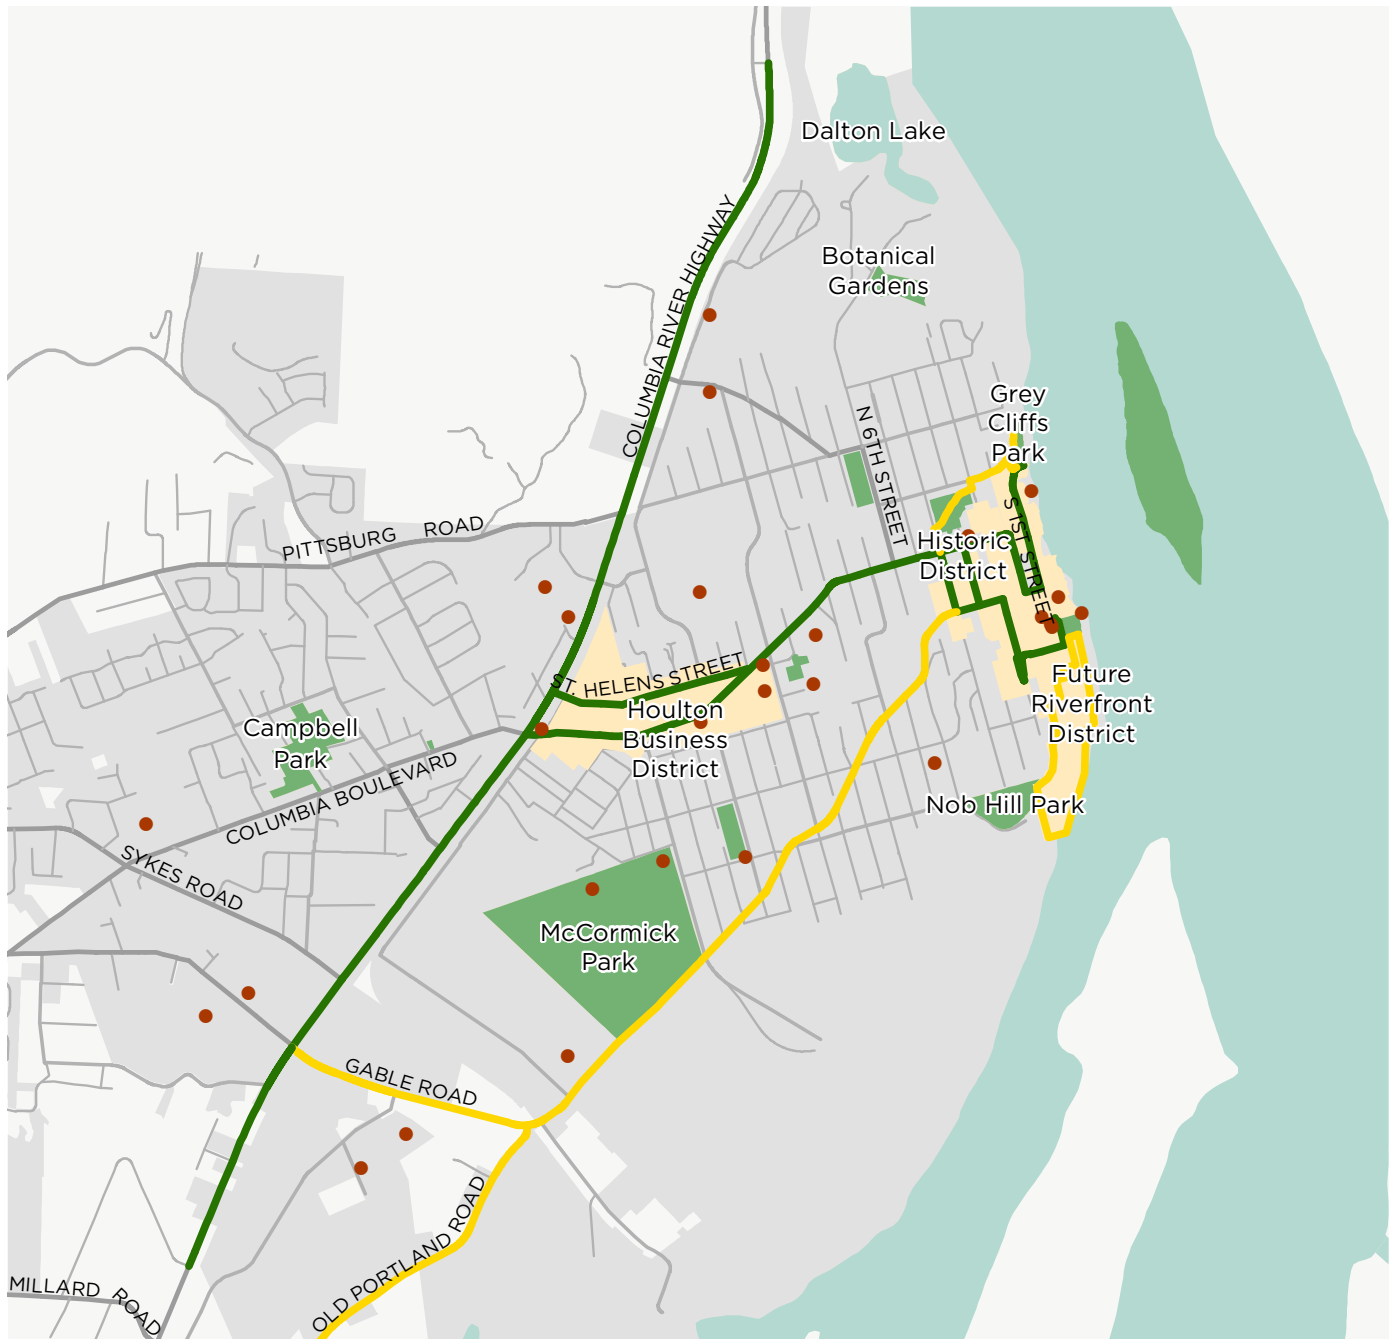 Dalton Lake
COLUMBIA RIVER HIGHWAY
Botanical
Gardens
Grey
Cliffs
Park
N 6TH STREET
S 1ST STREET
PITTSBURG ROAD
Historic
District
ST. HELENS STREET
Future
Riverfront
District
Houlton
Business
District
Campbell
Park
COLUMBIA BOULEVARD
Nob Hill Park
SYKES ROAD
McCormick
Park
GABLE ROAD
OLD PORTLAND ROAD
MILLARD ROAD